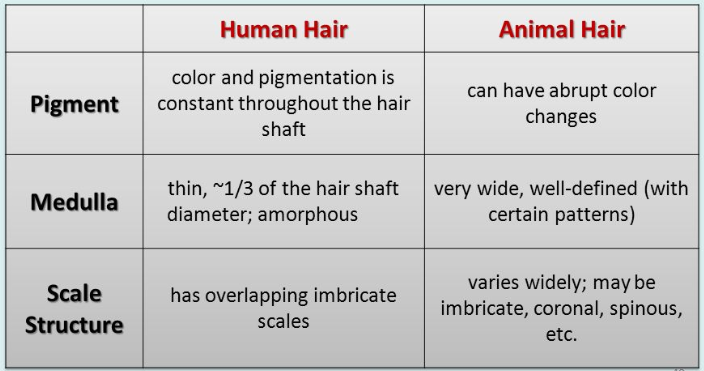 Human Hair
Animal Hair
Pigment
color and pigmentation is
constant throughout the hair
shaft
can have abrupt color
changes
Medulla
thin, ~1/3 of the hair shaft
diameter; amorphous
very wide, well-defined (with
certain patterns)
Scale
Structure
has overlapping imbricate
scales
varies widely; may be
imbricate, coronal, spinous,
etc.